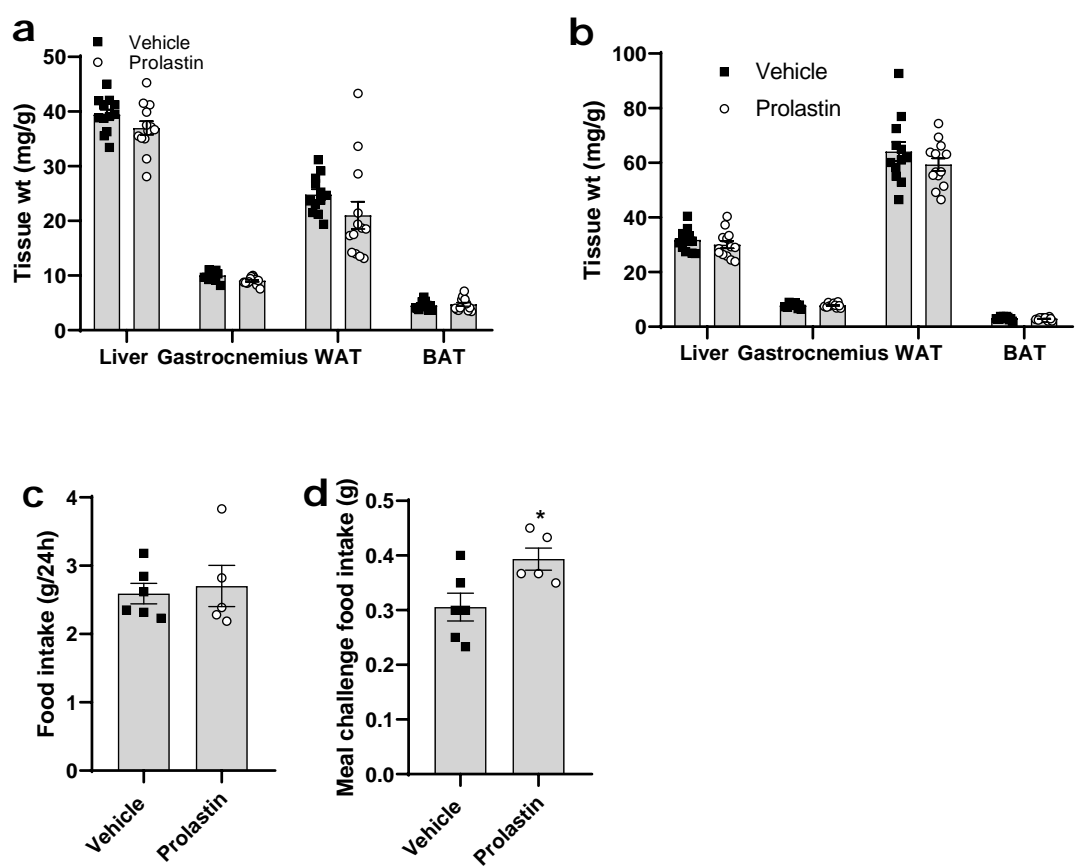 a
Vehicle
Prolastin
Tissue wt (mg/g)
50
40
30
20
10
0
Liver Gastrocnemius WAT BAT
b
Vehicle
Prolastin
Tissue wt (mg/g)
100
80
60
40
20
0
Liver Gastrocnemius WAT BAT
c
Food intake (g/24h)
4
3
2
1
0
Vehicle
Prolastin
d
Meal challenge food intake (g)
0.5
0.4
0.3
0.2
0.1
0.0
*
Vehicle
Prolastin